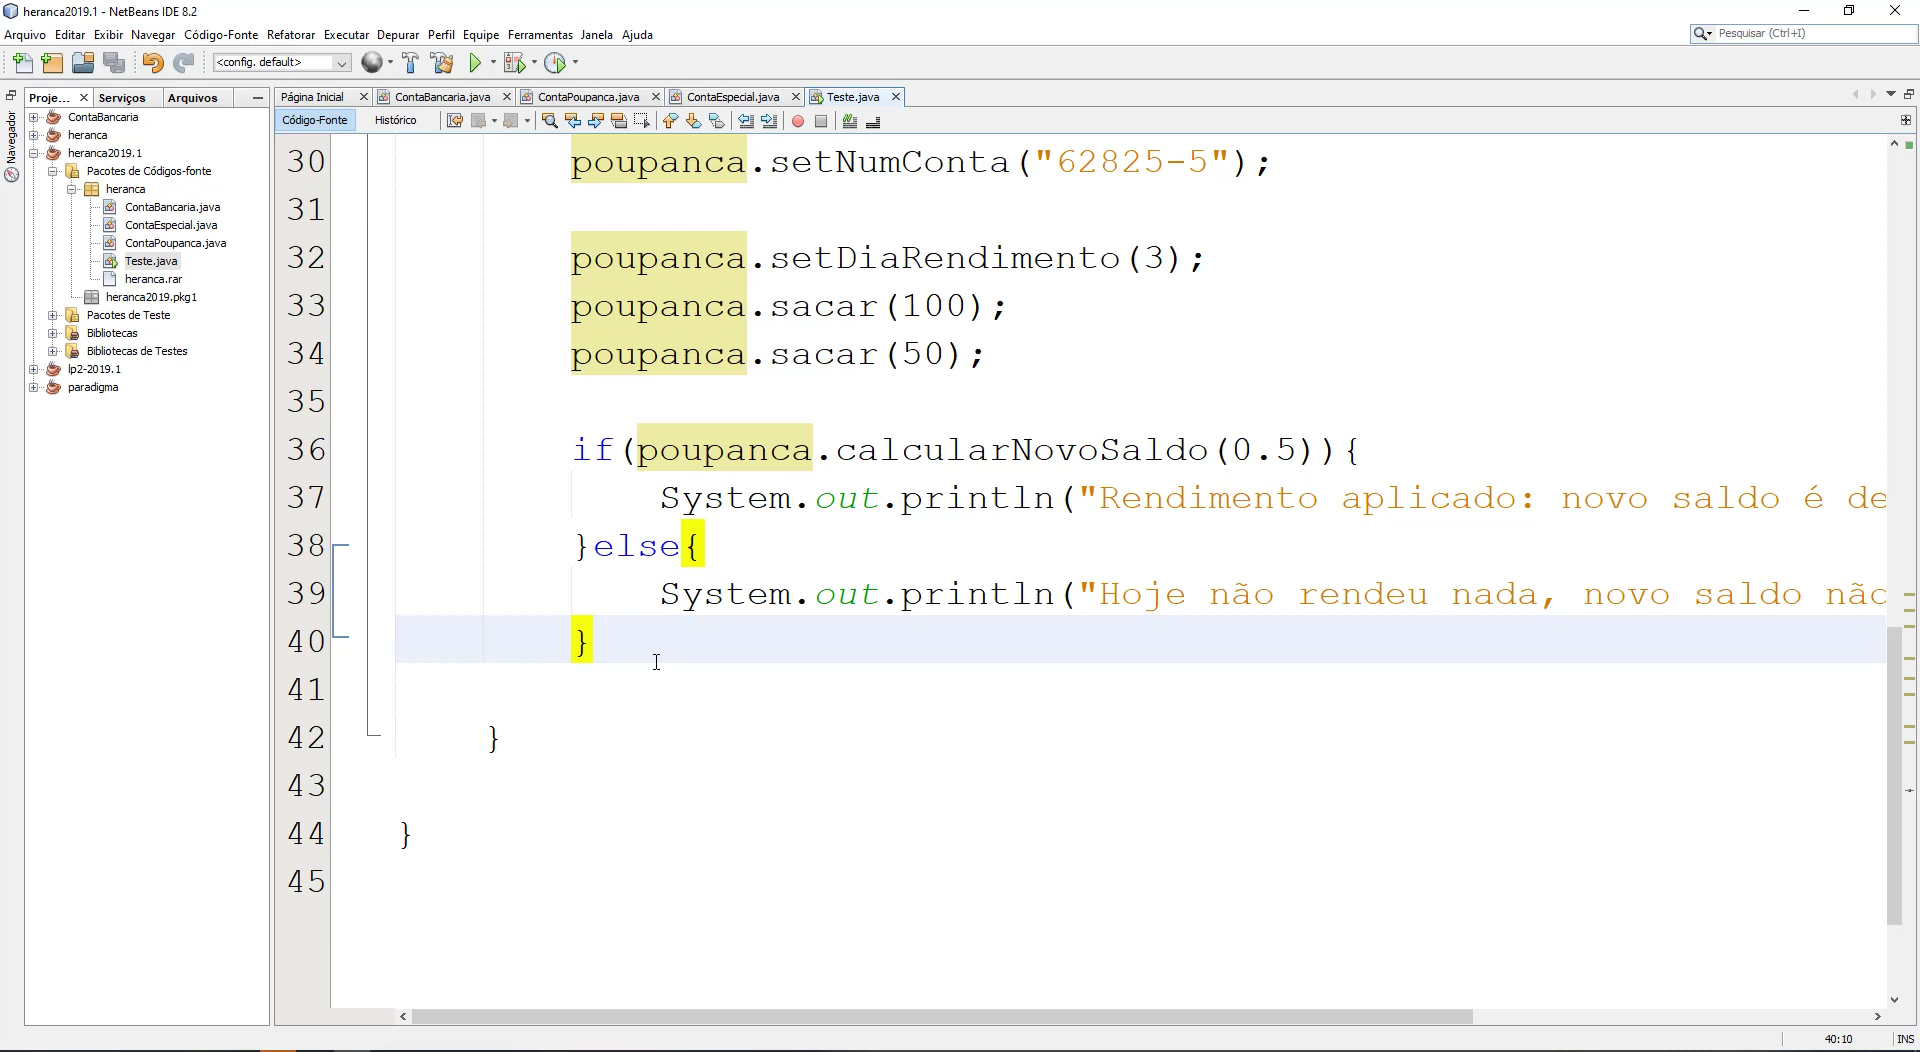 heranca2019.1 - NetBeans IDE 8.2
Arquivo Editar Exibir Navegar Código-Fonte Refatorar Executar Depurar Perfil Equipe Ferramentas Janela Ajuda
Pesquisar (Ctrl+I)
<config. default>
Proje... Serviços Arquivos
Página Inicial ContaBancaria.java ContaPoupanca.java ContaEspecial.java Teste.java
Código-Fonte Histórico
Navegador
ContaBancaria
heranca
heranca2019.1
Pacotes de Códigos-fonte
heranca
ContaBancaria.java
ContaEspecial.java
ContaPoupanca.java
Teste.java
heranca.rar
heranca2019.pkg1
Pacotes de Teste
Bibliotecas
Bibliotecas de Testes
lp2-2019.1
paradigma
30 poupanca.setNumConta("62825-5");
31
32 poupanca.setDiaRendimento(3);
33 poupanca.sacar(100);
34 poupanca.sacar(50);
35
36 if(poupanca.calcularNovoSaldo(0.5)){
37 System.out.println("Rendimento aplicado: novo saldo é de
38 }else{
39 System.out.println("Hoje não rendeu nada, novo saldo nãc
40 }
41
42 }
43
44 }
45
40:10 INS